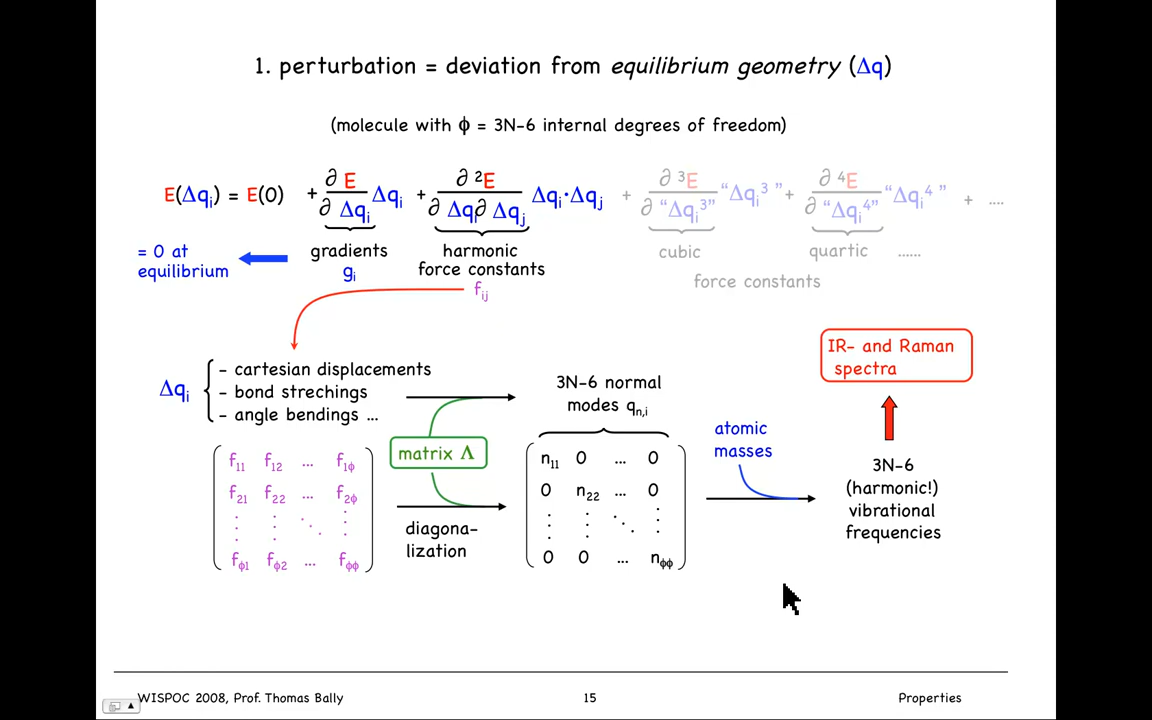 1. perturbation = deviation from equilibrium geometry (Δq)
(molecule with ϕ = 3N-6 internal degrees of freedom)
E(Δqᵢ) = E(0) + ∂E/∂Δqᵢ Δqᵢ + ∂²E/∂Δq∂Δqⱼ Δqᵢ·Δqⱼ + ∂³E/∂“Δqᵢ³” “Δqᵢ³” + ∂⁴E/∂“Δqᵢ⁴” “Δqᵢ⁴” + ....
= 0 at
equilibrium
gradients
gᵢ
harmonic
force constants
fᵢⱼ
cubic
quartic
......
force constants
Δqᵢ
- cartesian displacements
- bond strechings
- angle bendings ...
3N-6 normal
modes qₙ,ᵢ
IR- and Raman
spectra
matrix Λ
atomic
masses
f₁₁ f₁₂ ... f₁ϕ
f₂₁ f₂₂ ... f₂ϕ
⋮ ⋮ ⋱ ⋮
fϕ₁ fϕ₂ ... fϕϕ
diagona-
lization
n₁₁ 0 ... 0
0 n₂₂ ... 0
⋮ ⋮ ⋱ ⋮
0 0 ... nϕϕ
3N-6
(harmonic!)
vibrational
frequencies
WISPOC 2008, Prof. Thomas Bally
15
Properties